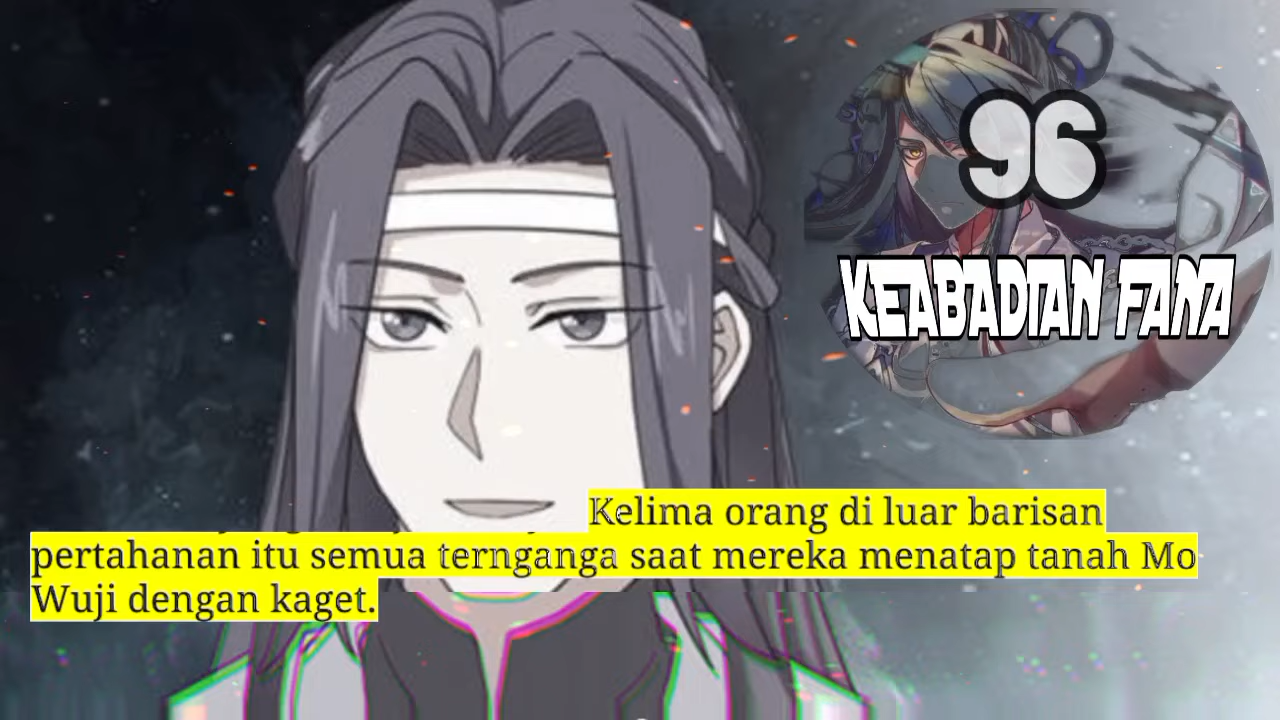 96
KEABADIAN FANA
Kelima orang di luar barisan
pertahanan itu semua ternganga saat mereka menatap tanah Mo
Wuji dengan kaget.